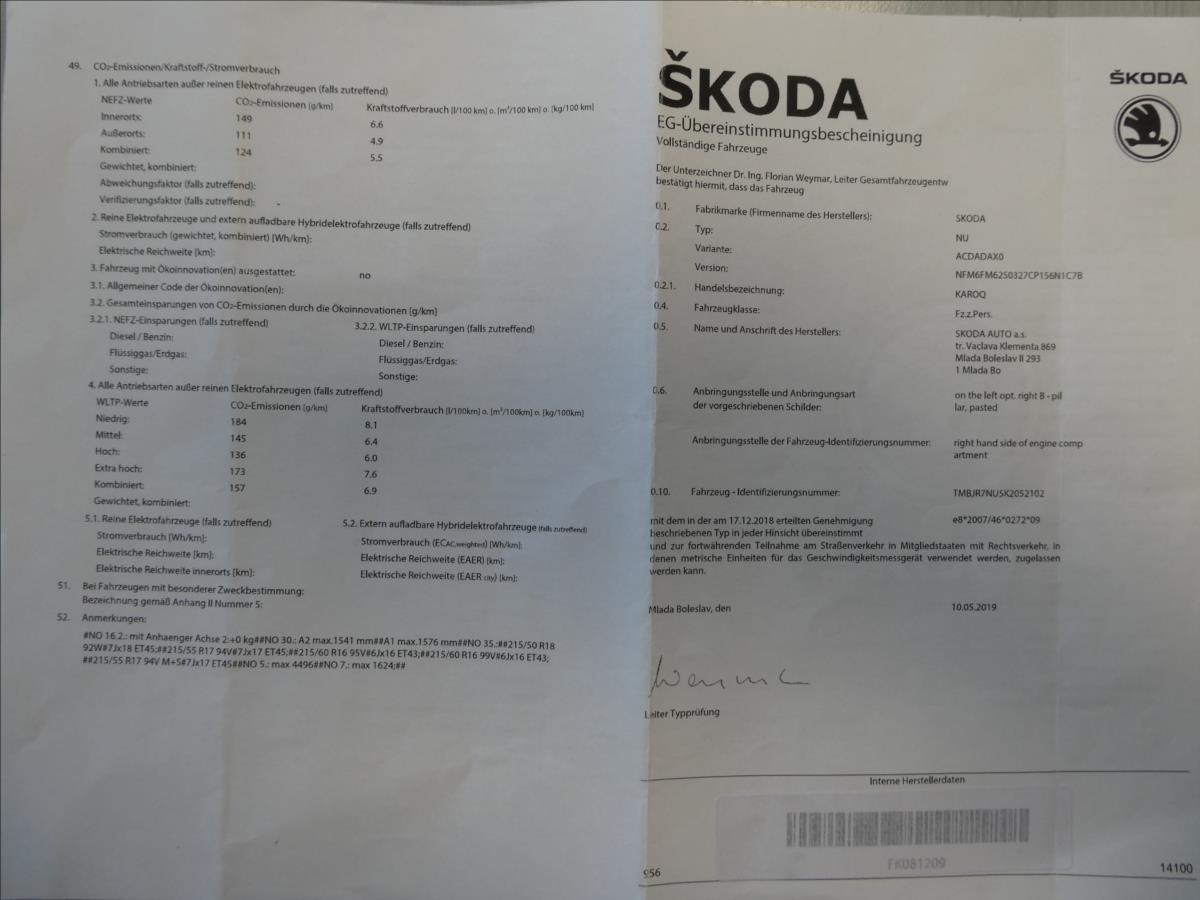 49. CO₂-Emissionen/Kraftstoff-/Stromverbrauch
1. Alle Antriebsarten außer reinen Elektrofahrzeugen (falls zutreffend)
NEFZ-Werte CO₂-Emissionen [g/km] Kraftstoffverbrauch [l/100 km] o. [m³/100 km] o. [kg/100 km]
Innerorts: 149 6.6
Außerorts: 111 4.9
Kombiniert: 124 5.5
Gewichtet, kombiniert:
Abweichungsfaktor (falls zutreffend):
Verifizierungsfaktor (falls zutreffend): -
2. Reine Elektrofahrzeuge und extern aufladbare Hybridelektrofahrzeuge (falls zutreffend)
Stromverbrauch (gewichtet, kombiniert) [Wh/km]:
Elektrische Reichweite [km]:
3. Fahrzeug mit Ökoinnovation(en) ausgestattet: no
3.1. Allgemeiner Code der Ökoinnovation(en):
3.2. Gesamteinsparungen von CO₂-Emissionen durch die Ökoinnovationen [g/km]
3.2.1. NEFZ-Einsparungen (falls zutreffend) 3.2.2. WLTP-Einsparungen (falls zutreffend)
Diesel / Benzin: Diesel / Benzin:
Flüssiggas/Erdgas: Flüssiggas/Erdgas:
Sonstige: Sonstige:
4. Alle Antriebsarten außer reinen Elektrofahrzeugen (falls zutreffend)
WLTP-Werte CO₂-Emissionen (g/km) Kraftstoffverbrauch [l/100km] o. [m³/100km] o. [kg/100km]
Niedrig: 184 8.1
Mittel: 145 6.4
Hoch: 136 6.0
Extra hoch: 173 7.6
Kombiniert: 157 6.9
Gewichtet, kombiniert:
5.1. Reine Elektrofahrzeuge (falls zutreffend) 5.2. Extern aufladbare Hybridelektrofahrzeuge (falls zutreffend)
Stromverbrauch [Wh/km]: Stromverbrauch (ECAC,weighted) [Wh/km]:
Elektrische Reichweite [km]: Elektrische Reichweite (EAER) [km]:
Elektrische Reichweite innerorts [km]: Elektrische Reichweite (EAER city) [km]:
51. Bei Fahrzeugen mit besonderer Zweckbestimmung:
Bezeichnung gemäß Anhang II Nummer 5:
52. Anmerkungen:
#NO 16.2.: mit Anhaenger Achse 2:+0 kg##NO 30.: A2 max.1541 mm##A1 max.1576 mm##NO 35.:##215/50 R18
92W#7Jx18 ET45;##215/55 R17 94V#7Jx17 ET45;##215/60 R16 95V#6Jx16 ET43;##215/60 R16 99V#6Jx16 ET43;
##215/55 R17 94V M+S#7Jx17 ET45##NO 5.: max 4496##NO 7.: max 1624;##
ŠKODA
ŠKODA
EG-Übereinstimmungsbescheinigung
Vollständige Fahrzeuge
Der Unterzeichner Dr. Ing. Florian Weymar, Leiter Gesamtfahrzeugentw
bestätigt hiermit, dass das Fahrzeug
0.1. Fabrikmarke (Firmenname des Herstellers): SKODA
0.2. Typ: NU
Variante: ACDADAX0
Version: NFM6FM62S0327CP156N1C7B
0.2.1. Handelsbezeichnung: KAROQ
0.4. Fahrzeugklasse: Fz.z.Pers.
0.5. Name und Anschrift des Herstellers: SKODA AUTO a.s.
tr. Vaclava Klementa 869
Mlada Boleslav II 293
1 Mlada Bo
0.6. Anbringungsstelle und Anbringungsart on the left opt. right B - pil
der vorgeschriebenen Schilder: lar, pasted
Anbringungsstelle der Fahrzeug-Identifizierungsnummer: right hand side of engine comp
artment
0.10. Fahrzeug - Identifizierungsnummer: TMBJR7NU5K2052102
mit dem in der am 17.12.2018 erteilten Genehmigung e8*2007/46*0272*09
beschriebenen Typ in jeder Hinsicht übereinstimmt
und zur fortwährenden Teilnahme am Straßenverkehr in Mitgliedstaaten mit Rechtsverkehr, in
denen metrische Einheiten für das Geschwindigkeitsmessgerät verwendet werden, zugelassen
werden kann.
Mlada Boleslav, den 10.05.2019
Leiter Typprüfung
Interne Herstellerdaten
FK081209
956 14100